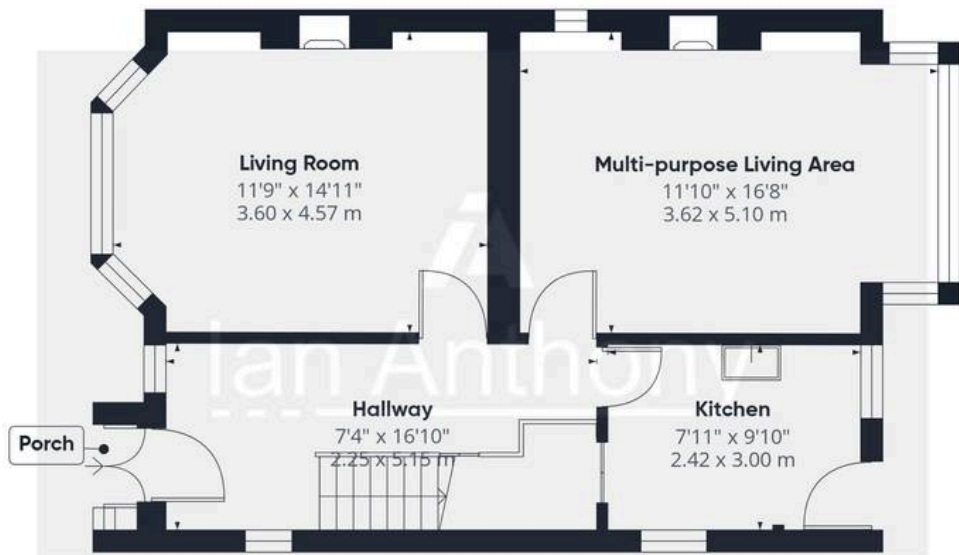 Living Room
11'9" x 14'11"
3.60 x 4.57 m
Multi-purpose Living Area
11'10" x 16'8"
3.62 x 5.10 m
Ian Anthony
Hallway
7'4" x 16'10"
2.25 x 5.15 m
Kitchen
7'11" x 9'10"
2.42 x 3.00 m
Porch